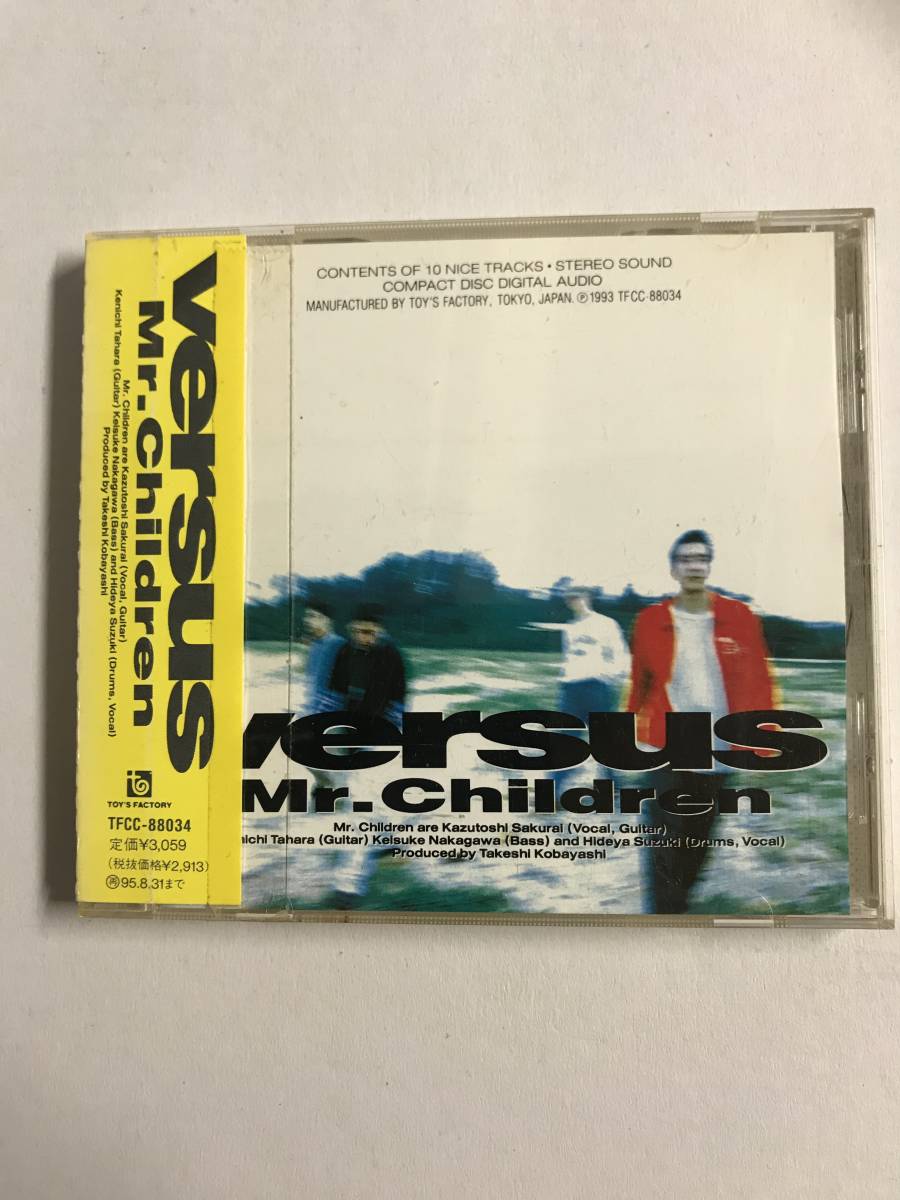 versus
Mr. Children
Mr. Children are Kazutoshi Sakurai (Vocal, Guitar)
Kenichi Tahara (Guitar) Keisuke Nakagawa (Bass) and Hideya Suzuki (Drums, Vocal)
Produced by Takeshi Kobayashi
TOY'S FACTORY
TFCC-88034
定価¥3,059
(税抜価格¥2,913)
再95.8.31まで
CONTENTS OF 10 NICE TRACKS・STEREO SOUND
COMPACT DISC DIGITAL AUDIO
MANUFACTURED BY TOY'S FACTORY, TOKYO, JAPAN. ℗1993 TFCC-88034
versus
Mr. Children
Mr. Children are Kazutoshi Sakurai (Vocal, Guitar)
nichi Tahara (Guitar) Keisuke Nakagawa (Bass) and Hideya Suzuki (Drums, Vocal)
Produced by Takeshi Kobayashi